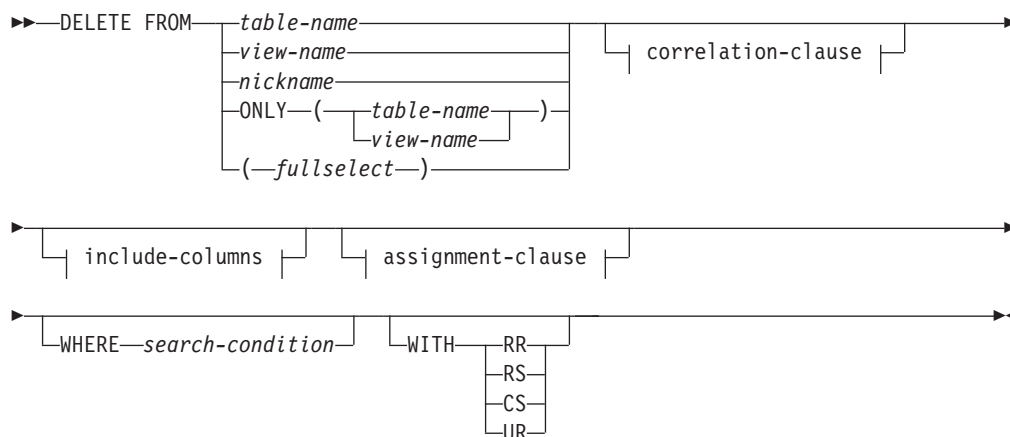 DELETE FROM table-name correlation-clause
view-name
nickname
ONLY ( table-name )
view-name
( fullselect )
include-columns assignment-clause
WHERE search-condition WITH RR
RS
CS
UR